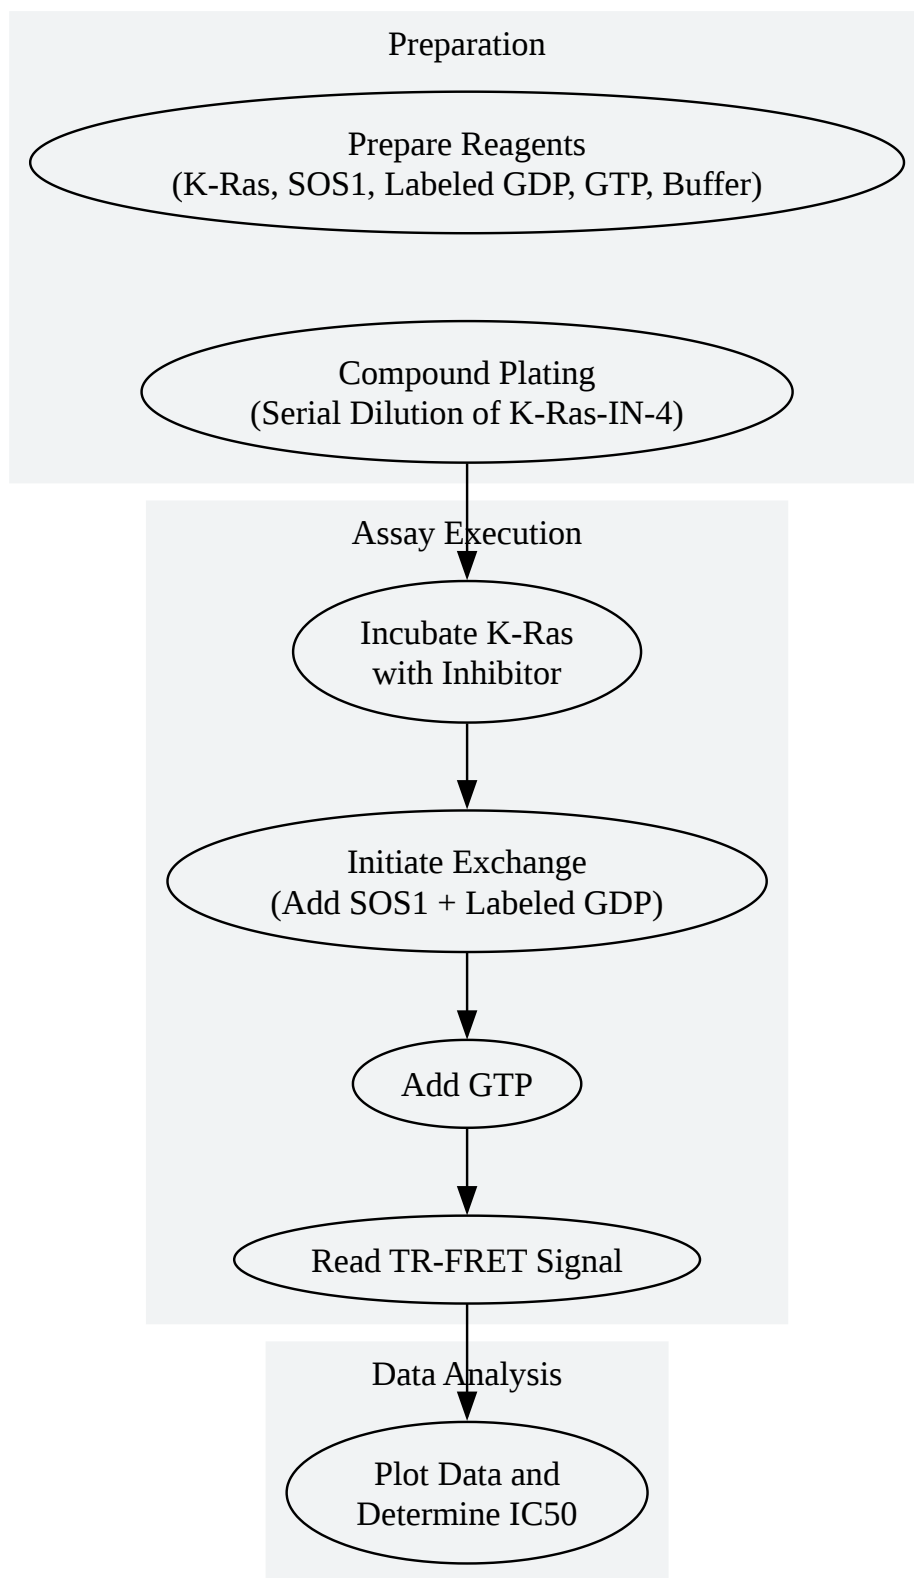 Preparation
Prepare Reagents
(K-Ras, SOS1, Labeled GDP, GTP, Buffer)
Compound Plating
(Serial Dilution of K-Ras-IN-4)
Assay Execution
Incubate K-Ras
with Inhibitor
Initiate Exchange
(Add SOS1 + Labeled GDP)
Add GTP
Read TR-FRET Signal
Data Analysis
Plot Data and
Determine IC50